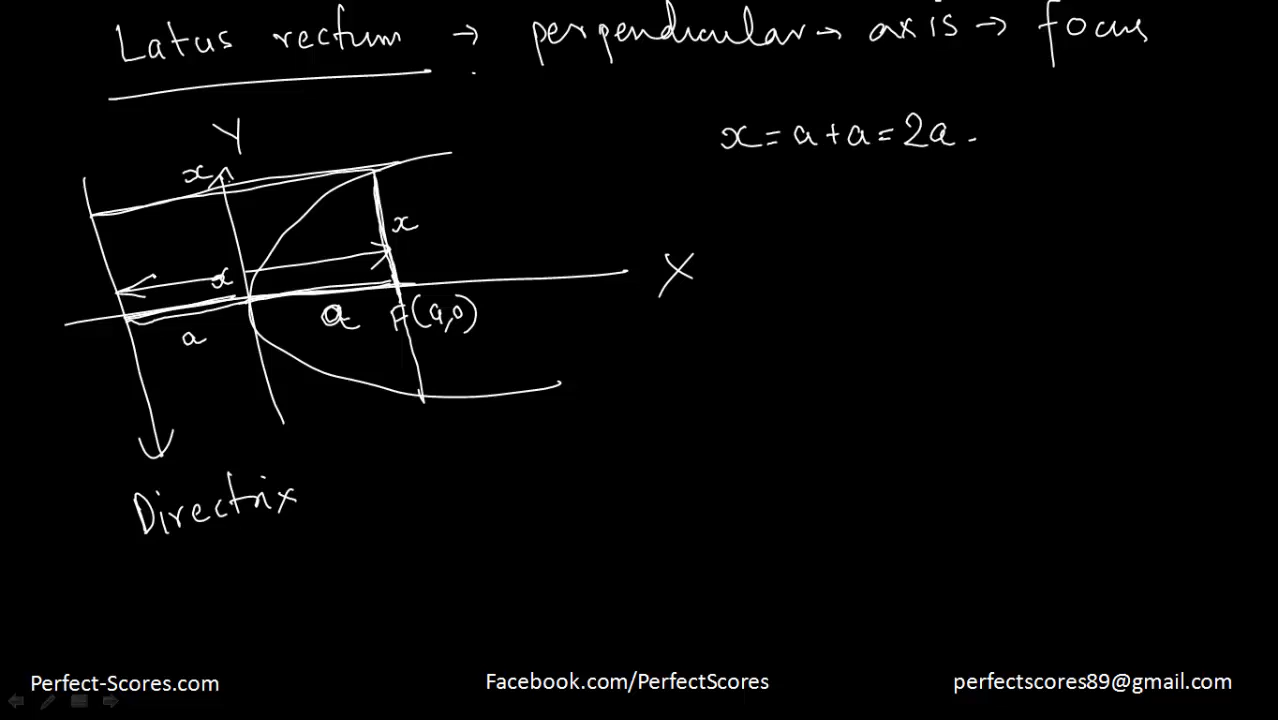 Latus rectum → perpendicular → axis → focus
x = a + a = 2a
Y
x
x
x
X
a
F(a,0)
a
Directrix
Perfect-Scores.com
Facebook.com/PerfectScores
perfectscores89@gmail.com